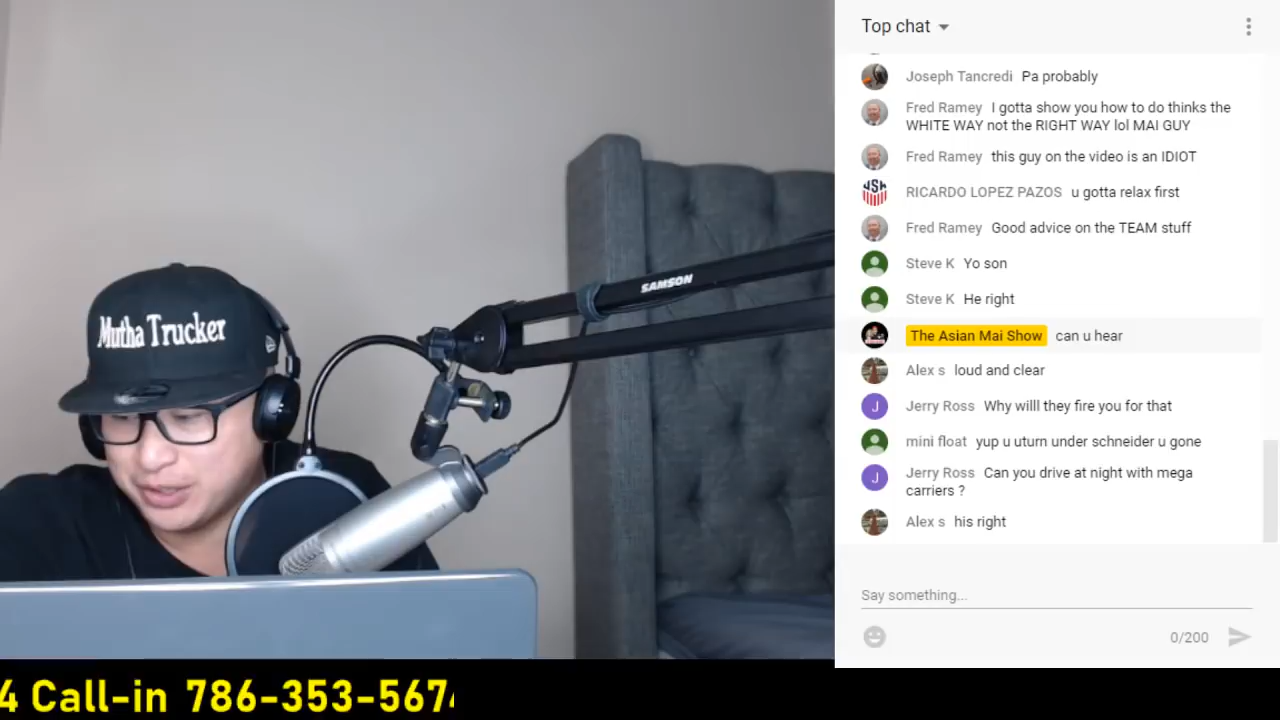 Mutha Trucker
SAMSON
Top chat
Joseph Tancredi Pa probably
Fred Ramey I gotta show you how to do thinks the
WHITE WAY not the RIGHT WAY lol MAI GUY
Fred Ramey this guy on the video is an IDIOT
RICARDO LOPEZ PAZOS u gotta relax first
Fred Ramey Good advice on the TEAM stuff
Steve K Yo son
Steve K He right
The Asian Mai Show can u hear
Alex s loud and clear
J Jerry Ross Why willl they fire you for that
mini float yup u uturn under schneider u gone
J Jerry Ross Can you drive at night with mega
carriers ?
Alex s his right
Say something...
0/200
4 Call-in 786-353-567